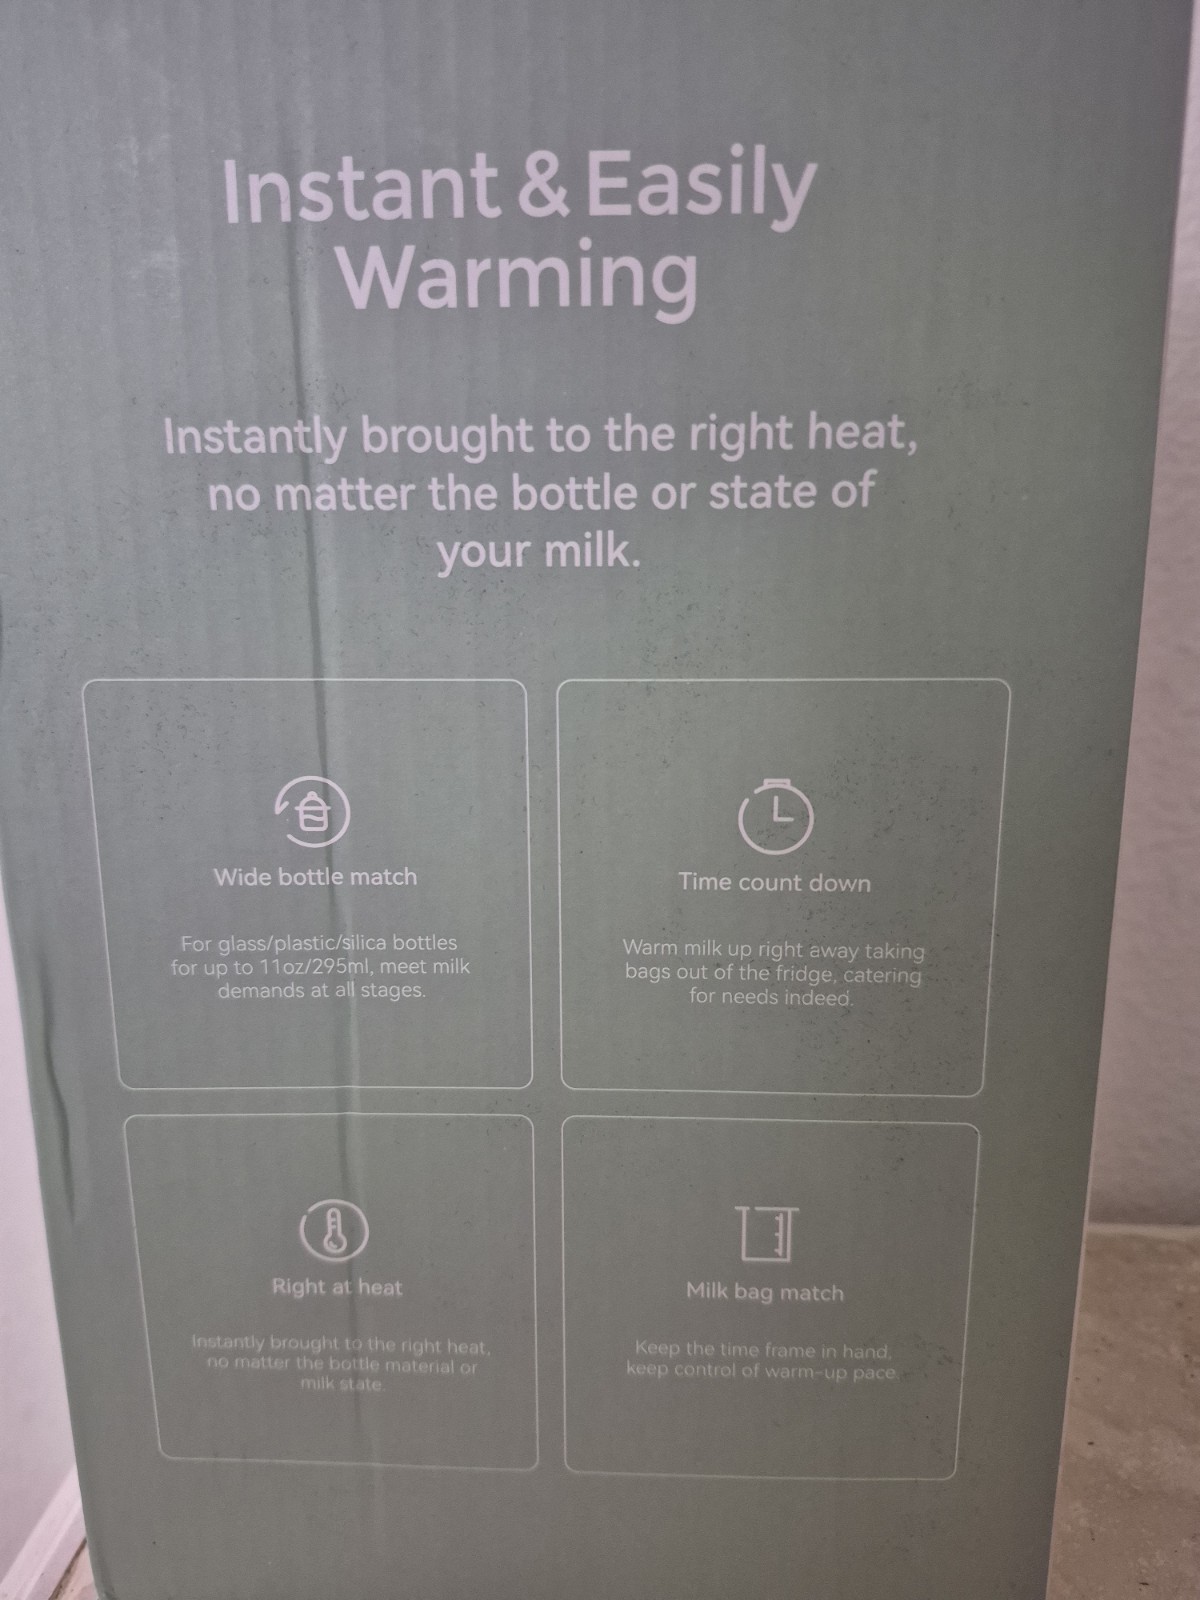 Instant & Easily
Warming
Instantly brought to the right heat,
no matter the bottle or state of
your milk.
Wide bottle match
For glass/plastic/silica bottles
for up to 11oz/295ml, meet milk
demands at all stages.
Time count down
Warm milk up right away taking
bags out of the fridge, catering
for needs indeed.
Right at heat
Instantly brought to the right heat,
no matter the bottle material or
milk state.
Milk bag match
Keep the time frame in hand,
keep control of warm-up pace.